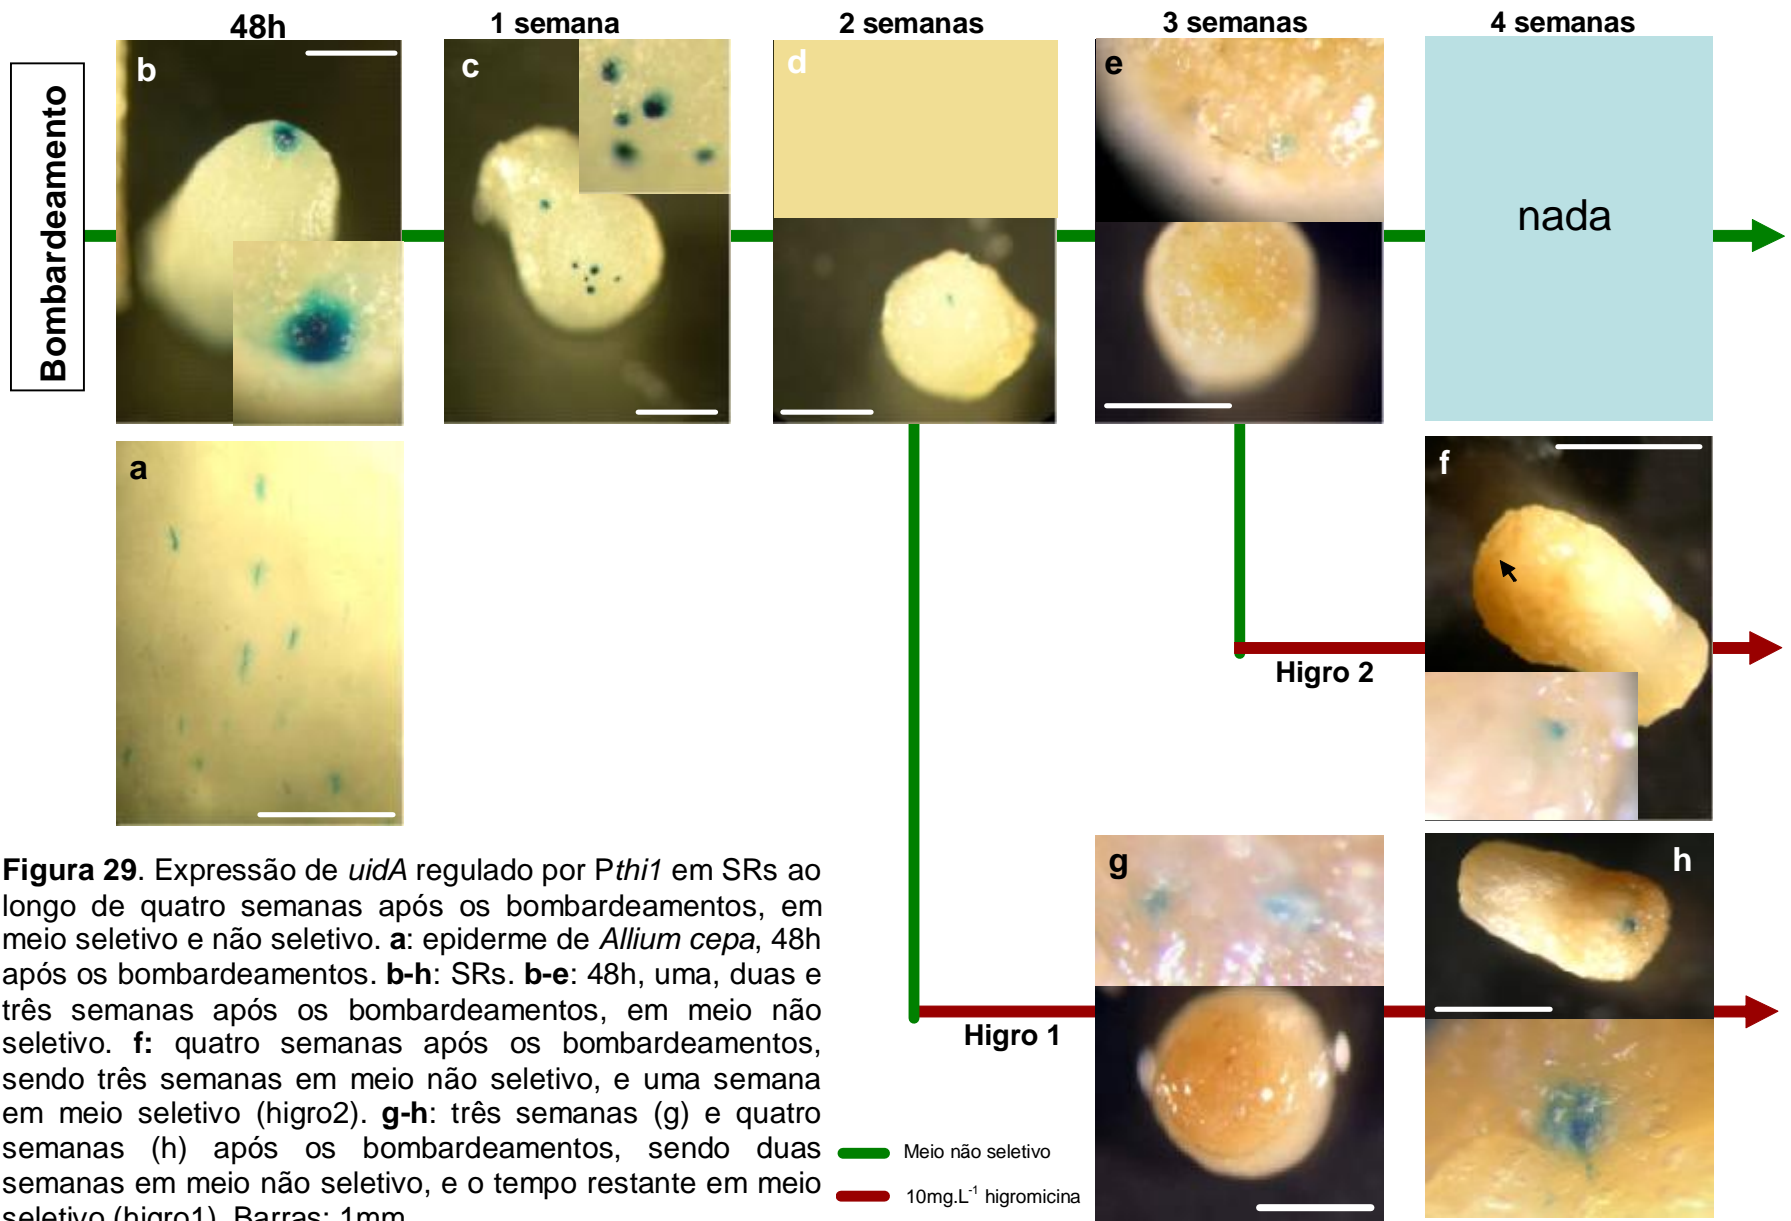 48h
1 semana
2 semanas
3 semanas
4 semanas
Bombardeamento
b
c
d
e
nada
a
f
Higro 2
g
h
Higro 1
Figura 29. Expressão de uidA regulado por Pthi1 em SRs ao
longo de quatro semanas após os bombardeamentos, em
meio seletivo e não seletivo. a: epiderme de Allium cepa, 48h
após os bombardeamentos. b-h: SRs. b-e: 48h, uma, duas e
três semanas após os bombardeamentos, em meio não
seletivo. f: quatro semanas após os bombardeamentos,
sendo três semanas em meio não seletivo, e uma semana
em meio seletivo (higro2). g-h: três semanas (g) e quatro
semanas (h) após os bombardeamentos, sendo duas
semanas em meio não seletivo, e o tempo restante em meio
seletivo (higro1). Barras: 1mm
Meio não seletivo
10mg.L⁻¹ higromicina